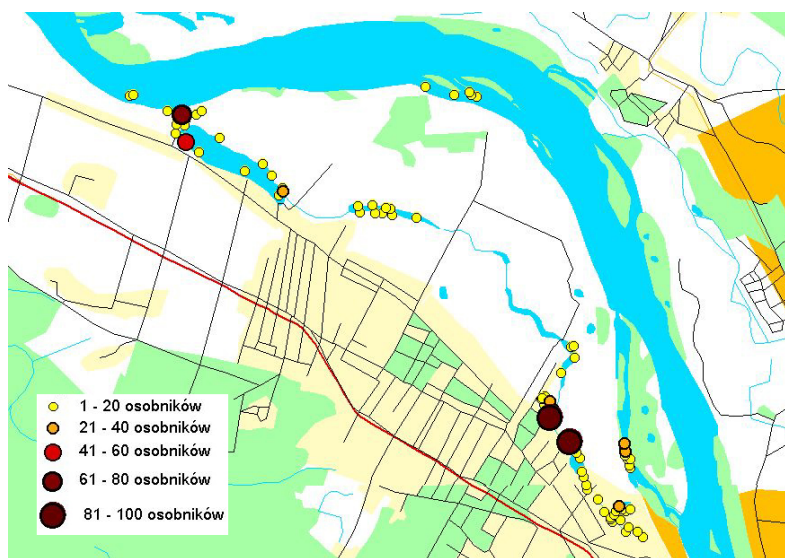 1 - 20 osobników
21 - 40 osobników
41 - 60 osobników
61 - 80 osobników
81 - 100 osobników